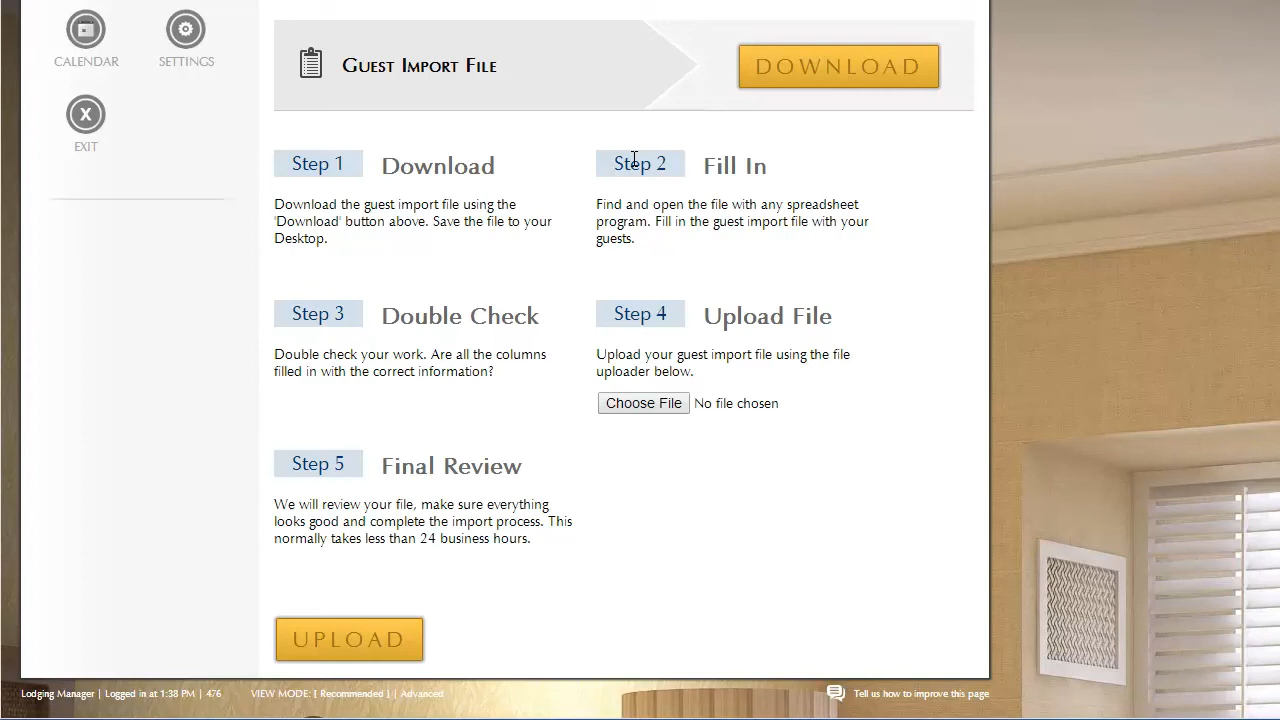 CALENDAR
SETTINGS
X
EXIT
Guest Import File
DOWNLOAD
Step 1
Download
Download the guest import file using the
'Download' button above. Save the file to your
Desktop.
Step 2
Fill In
Find and open the file with any spreadsheet
program. Fill in the guest import file with your
guests.
Step 3
Double Check
Double check your work. Are all the columns
filled in with the correct information?
Step 4
Upload File
Upload your guest import file using the file
uploader below.
Choose File No file chosen
Step 5
Final Review
We will review your file, make sure everything
looks good and complete the import process. This
normally takes less than 24 business hours.
UPLOAD
Lodging Manager | Logged in at 1:38 PM | 476
VIEW MODE: [ Recommended ] | Advanced
Tell us how to improve this page